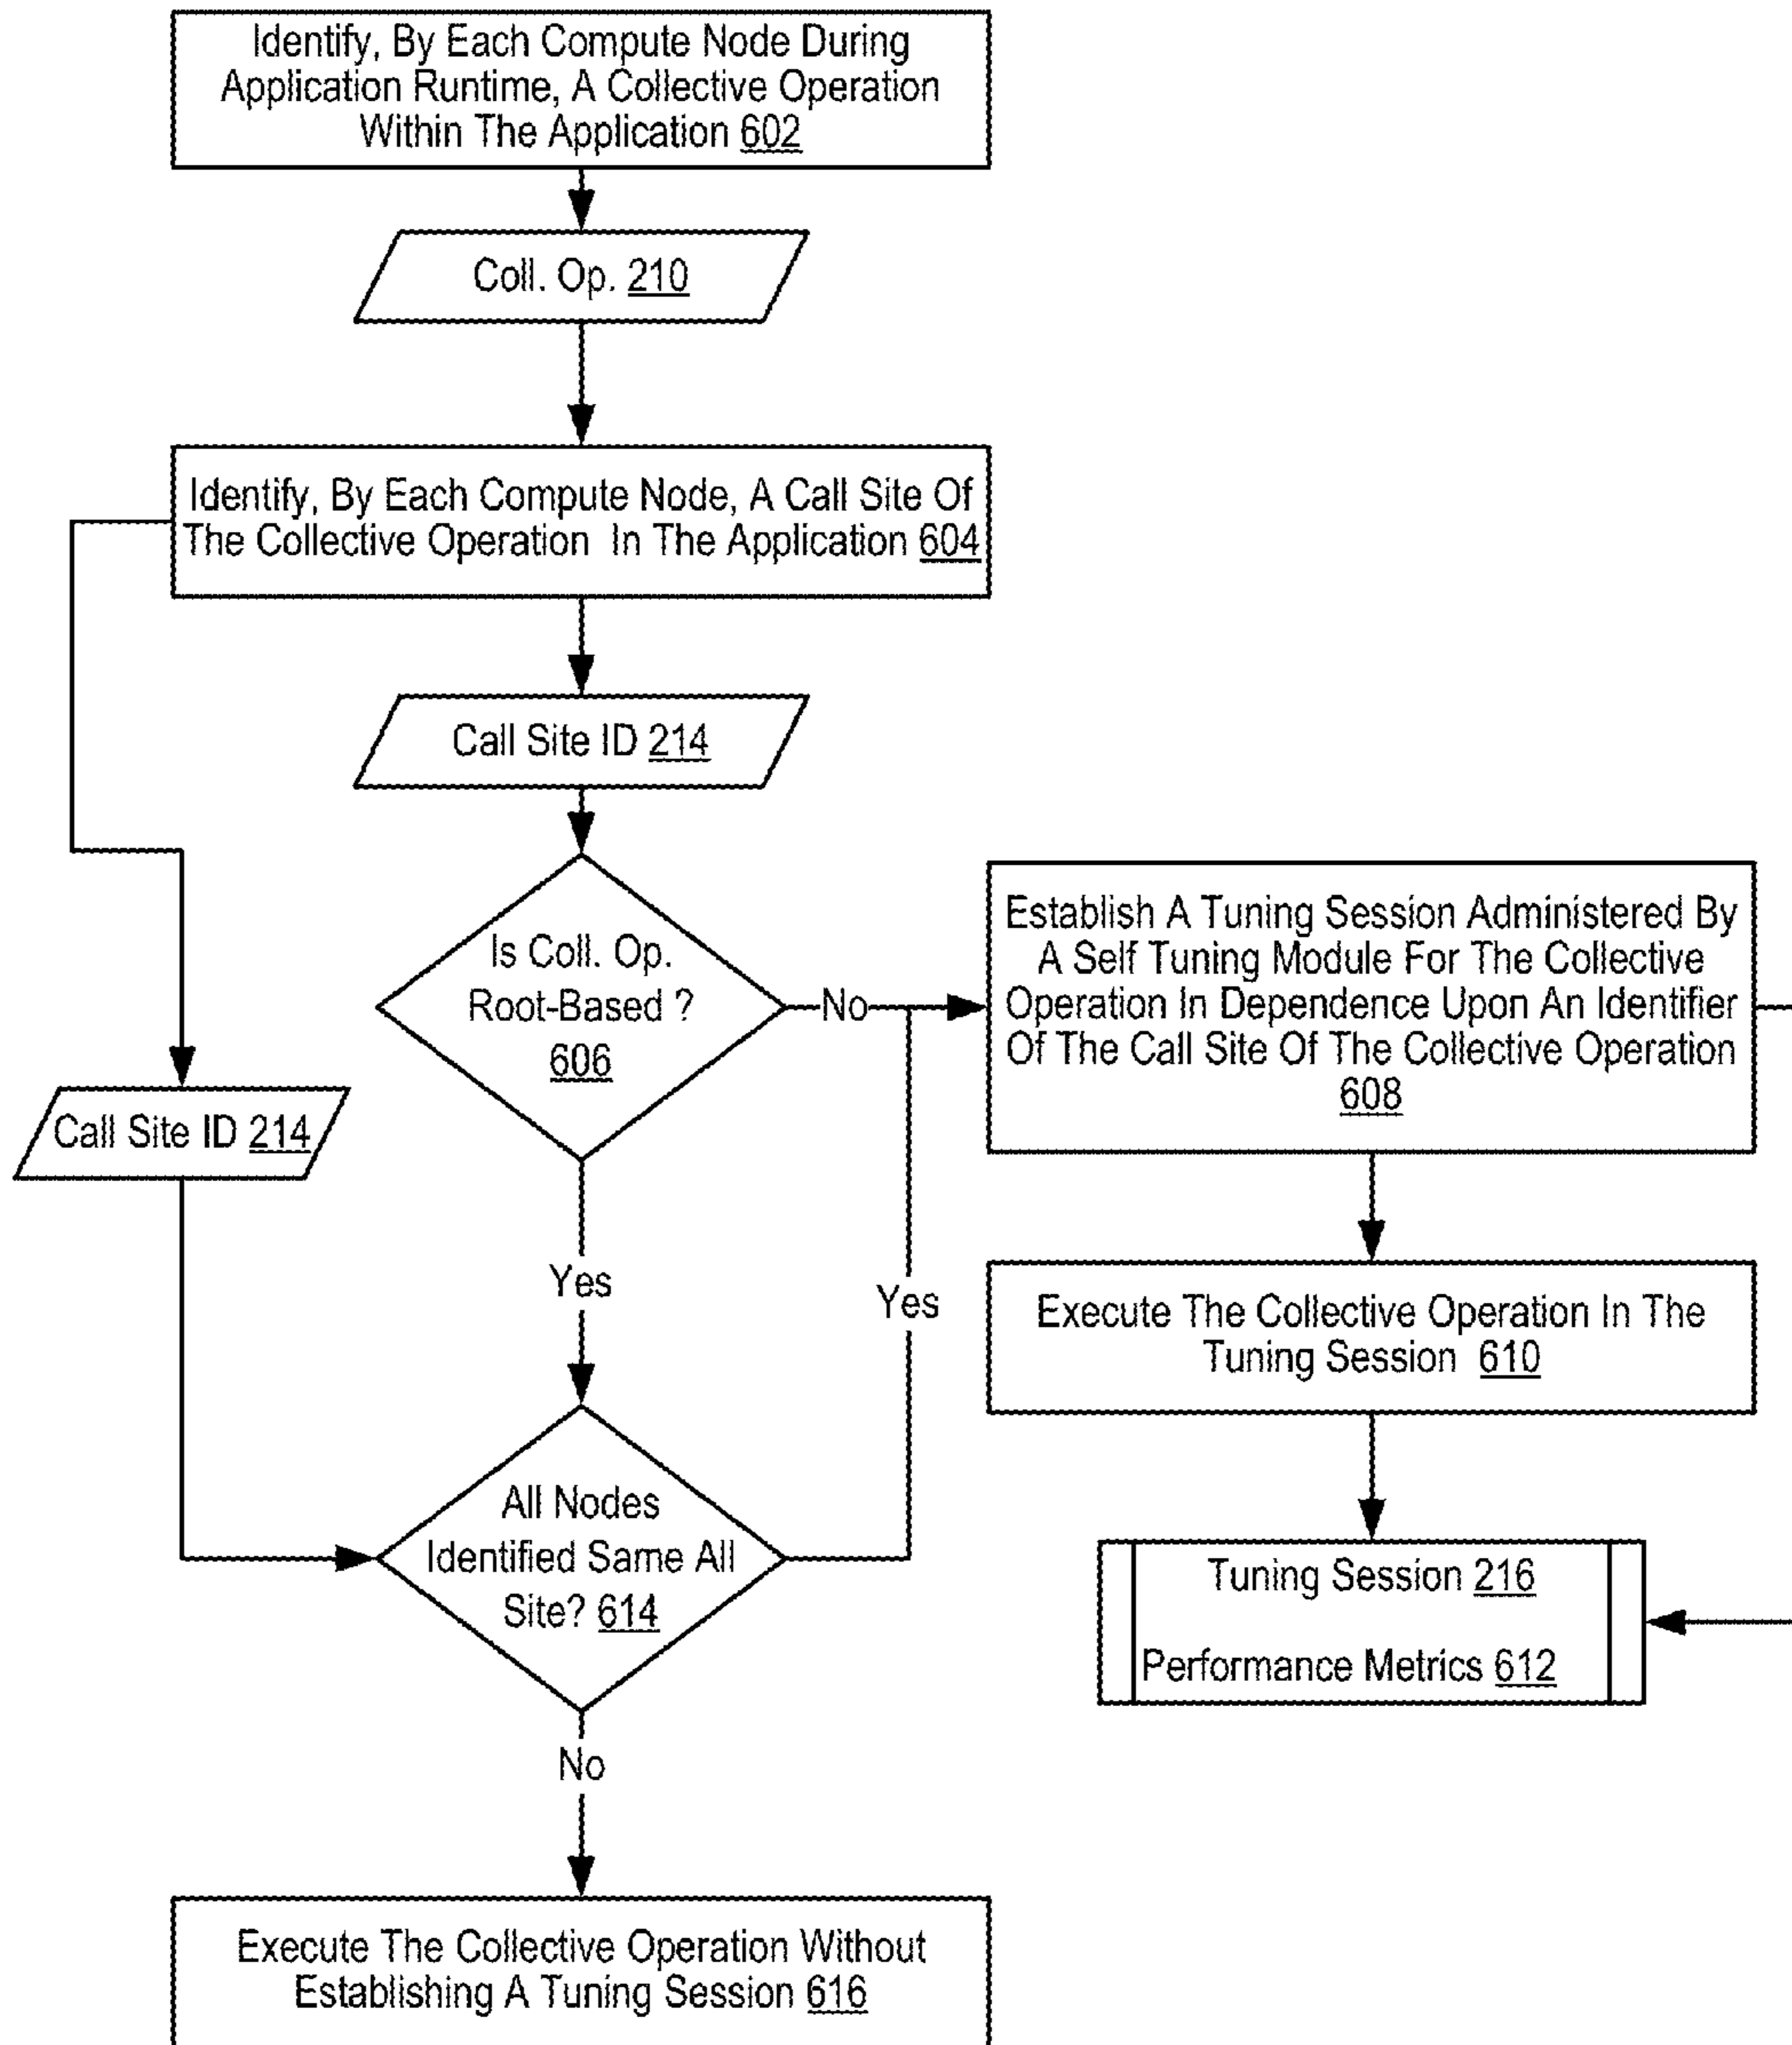 Identify, By Each Compute Node During
Application Runtime, A Collective Operation
Within The Application 602
Coll. Op. 210
Identify, By Each Compute Node, A Call Site Of
The Collective Operation In The Application 604
Call Site ID 214
Is Coll. Op.
Root-Based ?
606
No
Establish A Tuning Session Administered By
A Self Tuning Module For The Collective
Operation In Dependence Upon An Identifier
Of The Call Site Of The Collective Operation
608
Call Site ID 214
Yes
Yes
Execute The Collective Operation In The
Tuning Session 610
All Nodes
Identified Same All
Site? 614
Tuning Session 216
Performance Metrics 612
No
Execute The Collective Operation Without
Establishing A Tuning Session 616